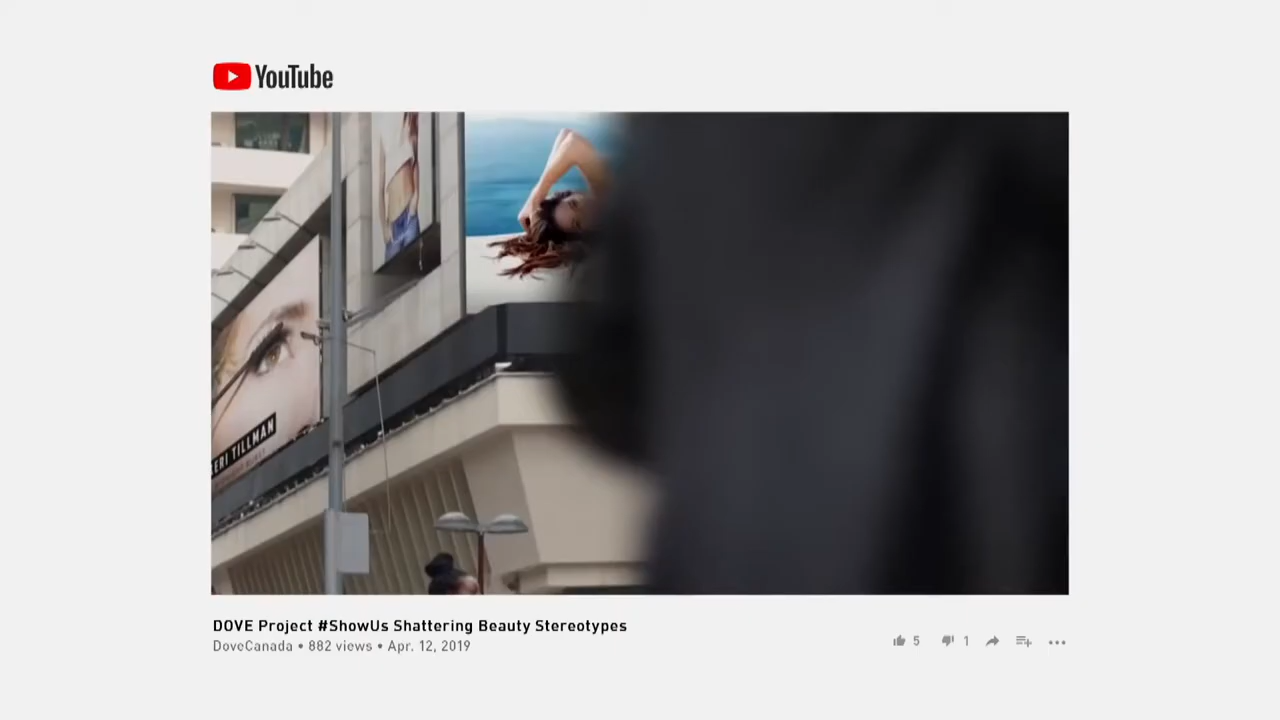 YouTube
ERI TILLMAN
DOVE Project #ShowUs Shattering Beauty Stereotypes
DoveCanada • 882 views • Apr. 12, 2019
5
1